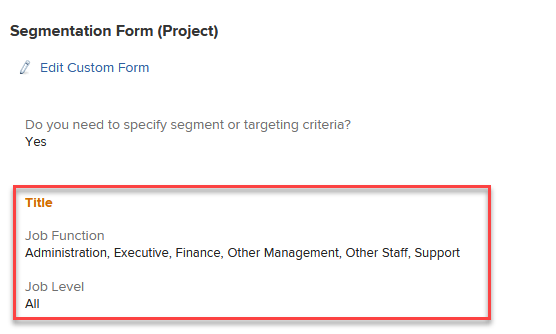 Segmentation Form (Project)
Edit Custom Form
Do you need to specify segment or targeting criteria?
Yes
Title
Job Function
Administration, Executive, Finance, Other Management, Other Staff, Support
Job Level
All